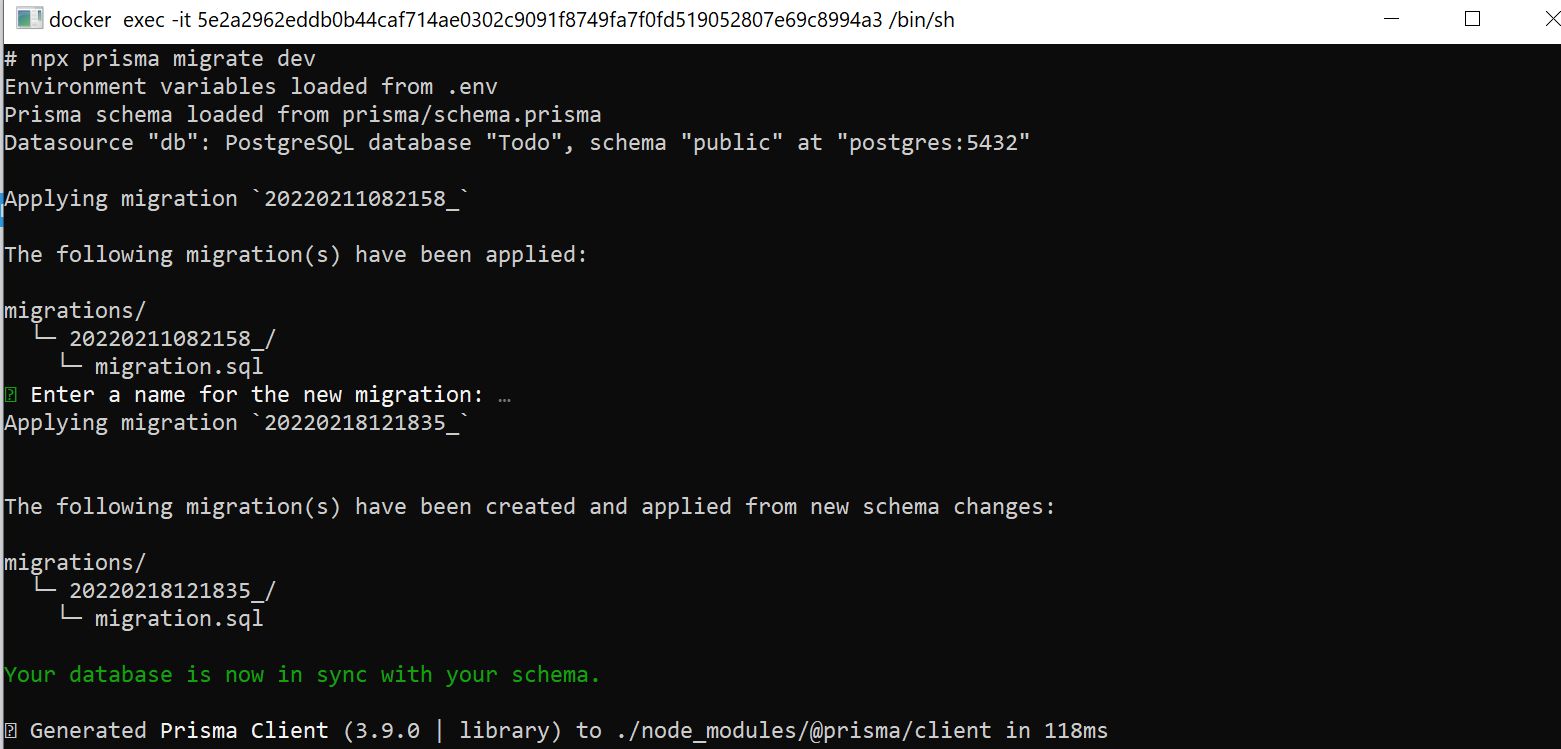 docker  exec -it 5e2a2962eddb0b44caf714ae0302c9091f8749fa7f0fd519052807e69c8994a3 /bin/sh
# npx prisma migrate dev
Environment variables loaded from .env
Prisma schema loaded from prisma/schema.prisma
Datasource "db": PostgreSQL database "Todo", schema "public" at "postgres:5432"
Applying migration `20220211082158_`
The following migration(s) have been applied:
migrations/
└─ 20220211082158_/
└─ migration.sql
Enter a name for the new migration: …
Applying migration `20220218121835_`
The following migration(s) have been created and applied from new schema changes:
migrations/
└─ 20220218121835_/
└─ migration.sql
Your database is now in sync with your schema.
Generated Prisma Client (3.9.0 | library) to ./node_modules/@prisma/client in 118ms